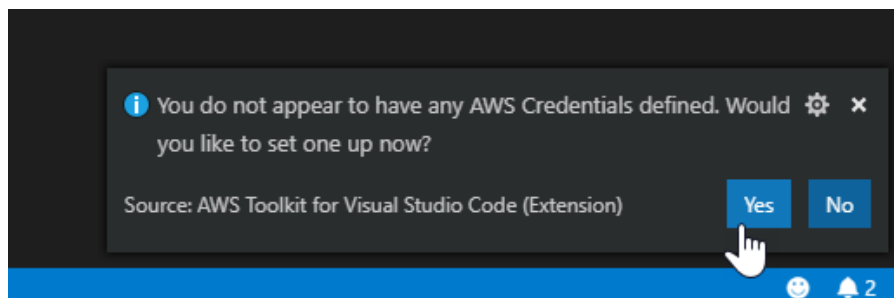 You do not appear to have any AWS Credentials defined. Would
you like to set one up now?
Source: AWS Toolkit for Visual Studio Code (Extension)
Yes
No
2